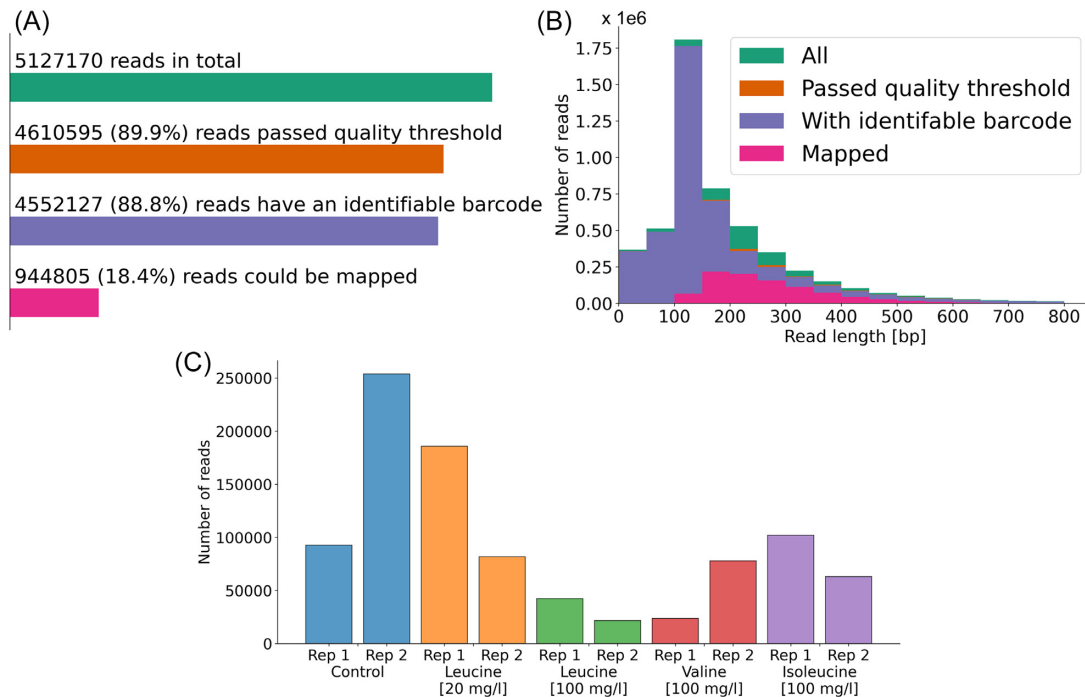 (A)
5127170 reads in total
4610595 (89.9%) reads passed quality threshold
4552127 (88.8%) reads have an identifiable barcode
944805 (18.4%) reads could be mapped
(B)
x 1e6
1.75
1.50
1.25
1.00
0.75
0.50
0.25
0.00
Number of reads
0 100 200 300 400 500 600 700 800
Read length [bp]
All
Passed quality threshold
With identifable barcode
Mapped
(C)
250000
200000
150000
100000
50000
0
Number of reads
Rep 1 Rep 2 Rep 1 Rep 2 Rep 1 Rep 2 Rep 1 Rep 2 Rep 1 Rep 2
Control Leucine Leucine Valine Isoleucine
[20 mg/l] [100 mg/l] [100 mg/l] [100 mg/l]